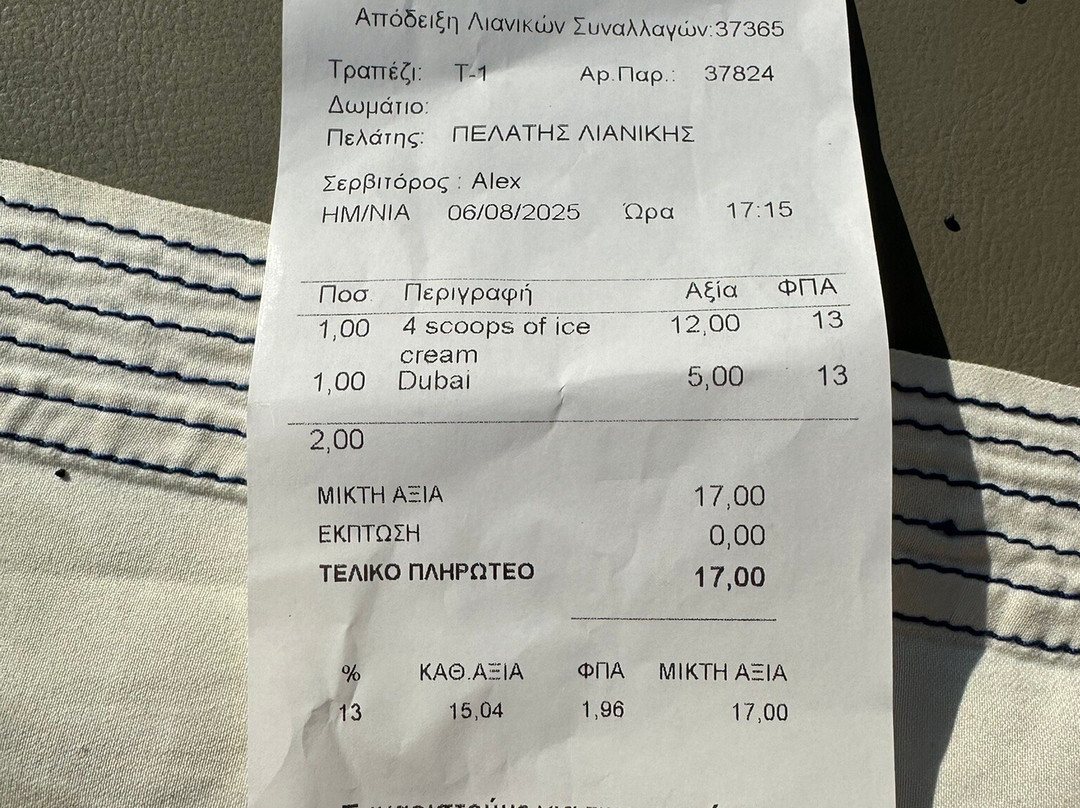 Απόδειξη Λιανικών Συναλλαγών:37365
Τραπέζι: T-1 Αρ.Παρ.: 37824
Δωμάτιο:
Πελάτης: ΠΕΛΑΤΗΣ ΛΙΑΝΙΚΗΣ
Σερβιτόρος : Alex
ΗΜ/ΝΙΑ 06/08/2025 Ώρα 17:15
Ποσ Περιγραφή Αξία ΦΠΑ
1,00 4 scoops of ice 12,00 13
cream
1,00 Dubai 5,00 13
2,00
ΜΙΚΤΗ ΑΞΙΑ 17,00
ΕΚΠΤΩΣΗ 0,00
ΤΕΛΙΚΟ ΠΛΗΡΩΤΕΟ 17,00
% ΚΑΘ.ΑΞΙΑ ΦΠΑ ΜΙΚΤΗ ΑΞΙΑ
13 15,04 1,96 17,00